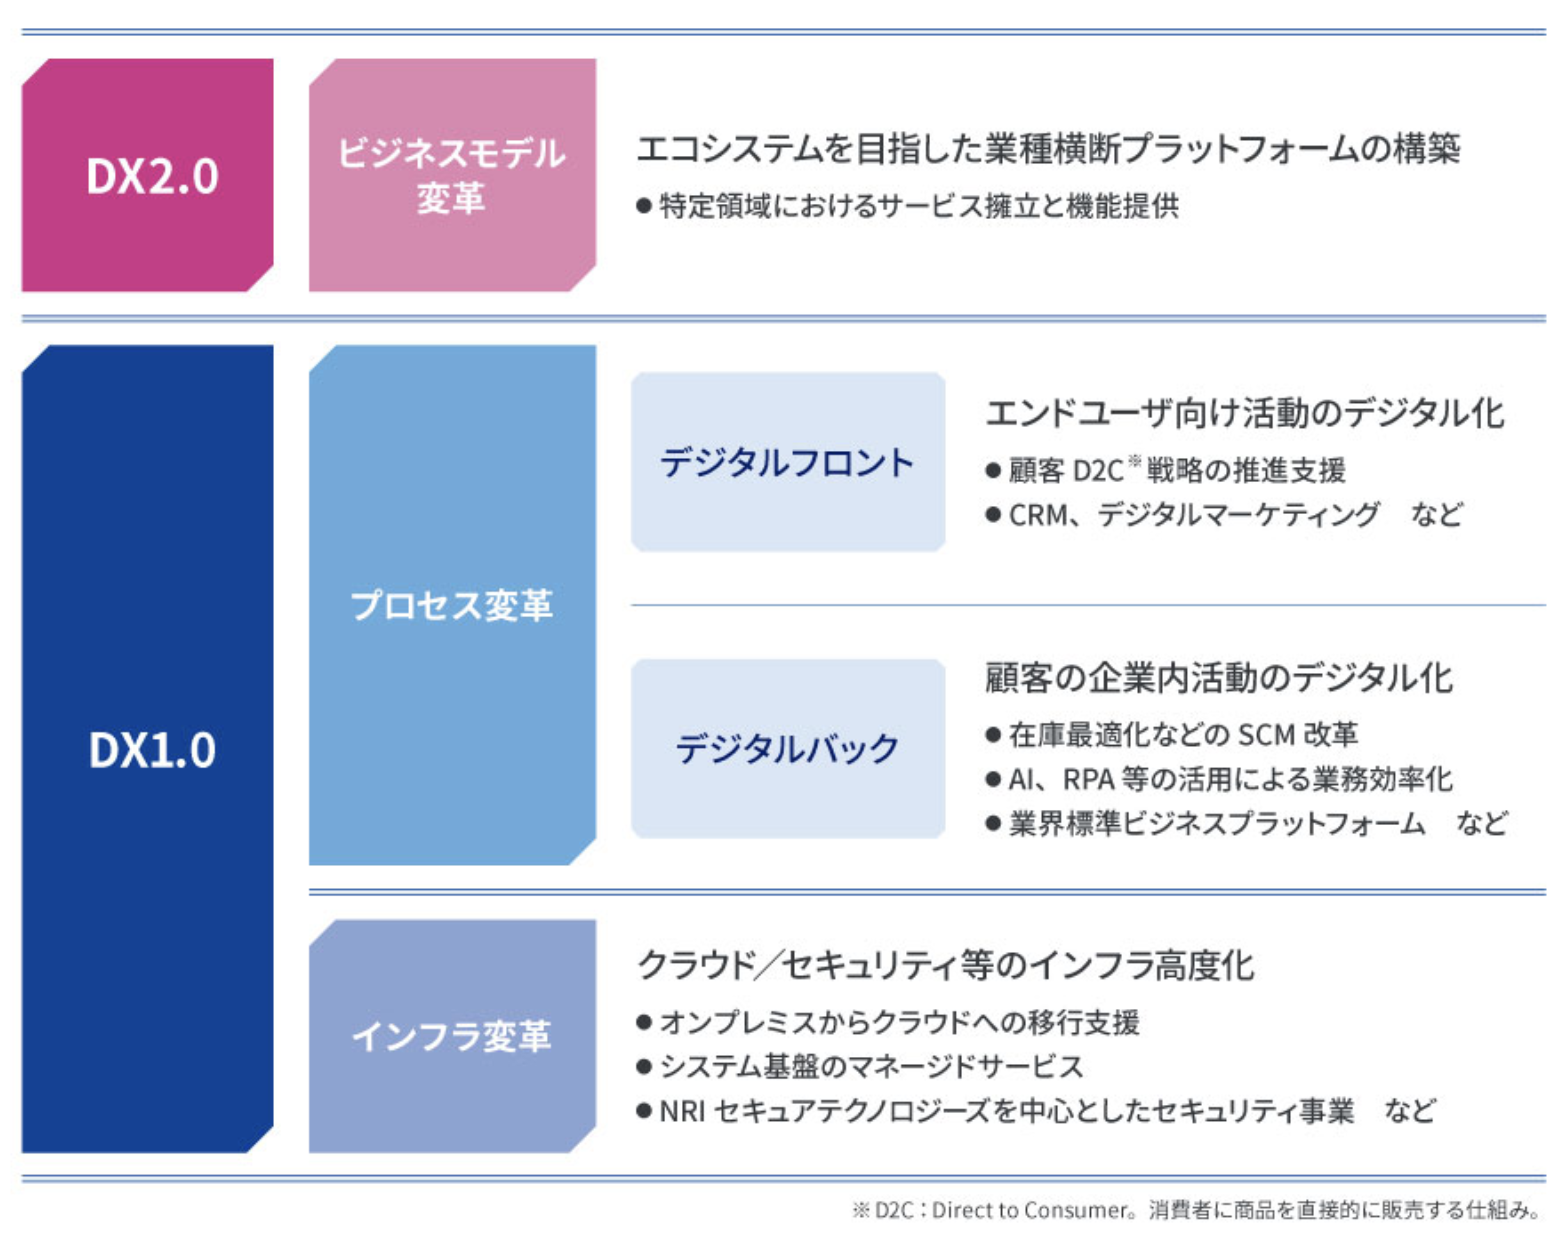 DX2.0
ビジネスモデル
変革
エコシステムを目指した業種横断プラットフォームの構築
●特定領域におけるサービス擁立と機能提供
DX1.0
プロセス変革
デジタルフロント
エンドユーザ向け活動のデジタル化
●顧客 D2C※戦略の推進支援
●CRM、デジタルマーケティング　など
デジタルバック
顧客の企業内活動のデジタル化
●在庫最適化などの SCM 改革
●AI、RPA 等の活用による業務効率化
●業界標準ビジネスプラットフォーム　など
インフラ変革
クラウド／セキュリティ等のインフラ高度化
●オンプレミスからクラウドへの移行支援
●システム基盤のマネージドサービス
●NRI セキュアテクノロジーズを中心としたセキュリティ事業　など
※D2C：Direct to Consumer。消費者に商品を直接的に販売する仕組み。